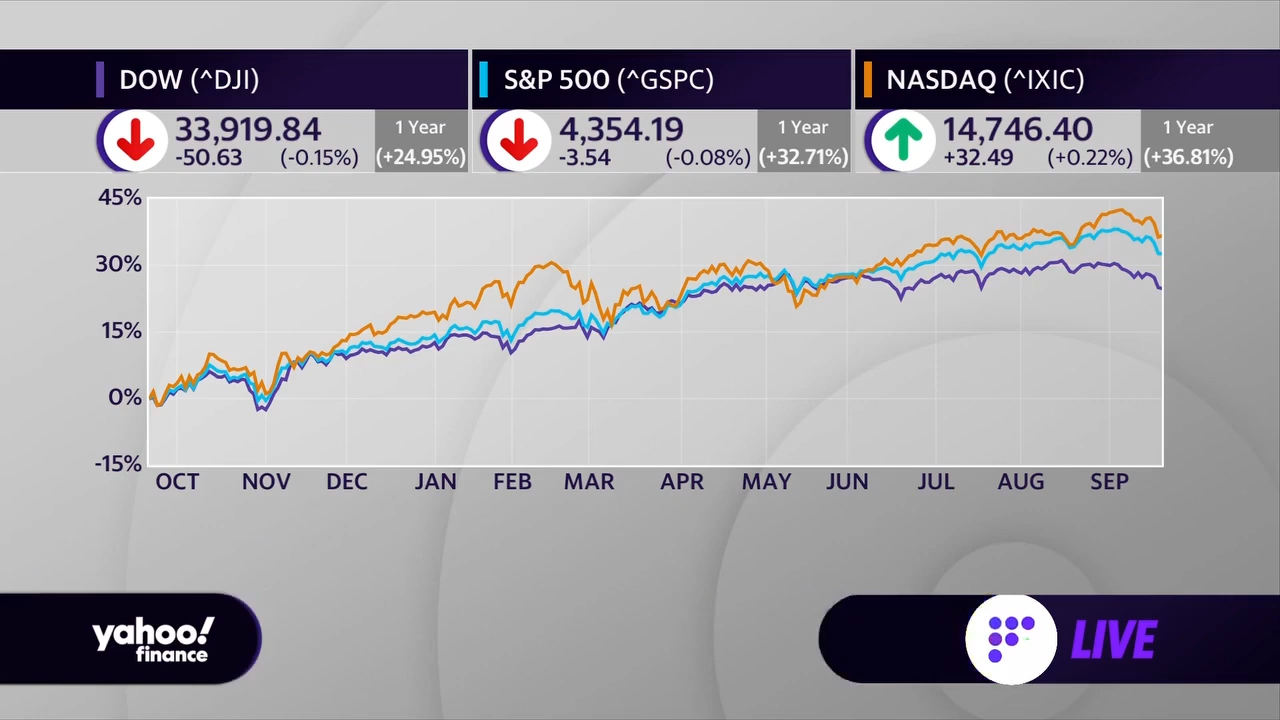 DOW (^DJI)
33,919.84
-50.63 (-0.15%)
1 Year
(+24.95%)
S&P 500 (^GSPC)
4,354.19
-3.54 (-0.08%)
1 Year
(+32.71%)
NASDAQ (^IXIC)
14,746.40
+32.49 (+0.22%)
1 Year
(+36.81%)
45%
30%
15%
0%
-15%
OCT NOV DEC JAN FEB MAR APR MAY JUN JUL AUG SEP
yahoo!
finance
LIVE